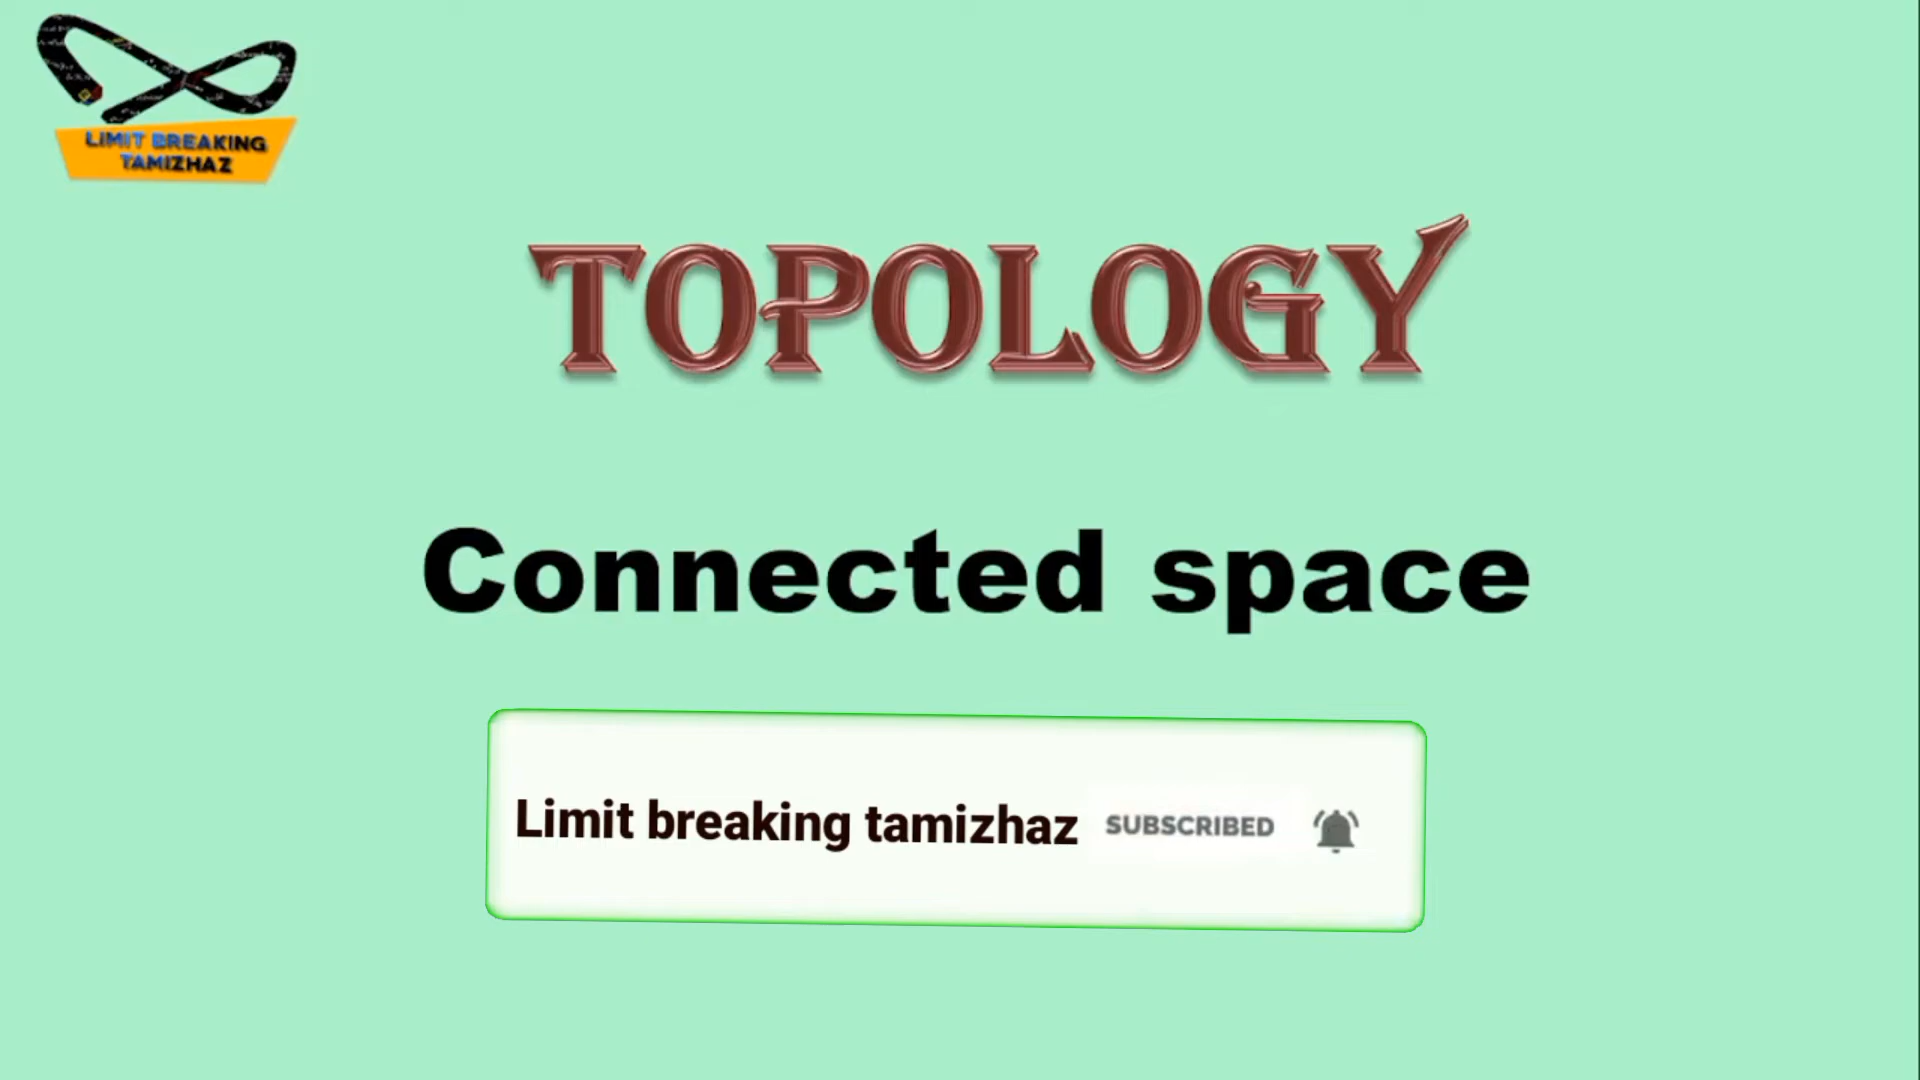 LIMIT BREAKING
TAMIZHAZ
TOPOLOGY
Connected space
Limit breaking tamizhaz SUBSCRIBED